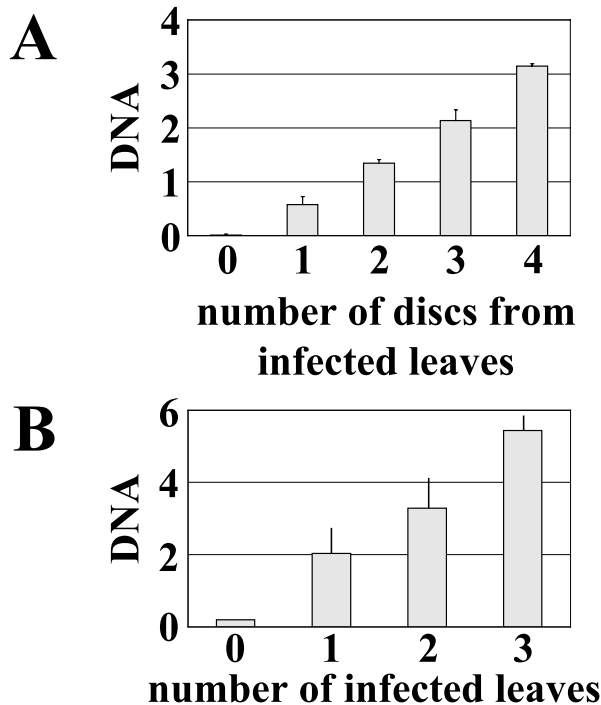 A
4
3
2
1
0
DNA
0 1 2 3 4
number of discs from
infected leaves
B
6
4
2
0
DNA
0 1 2 3
number of infected leaves